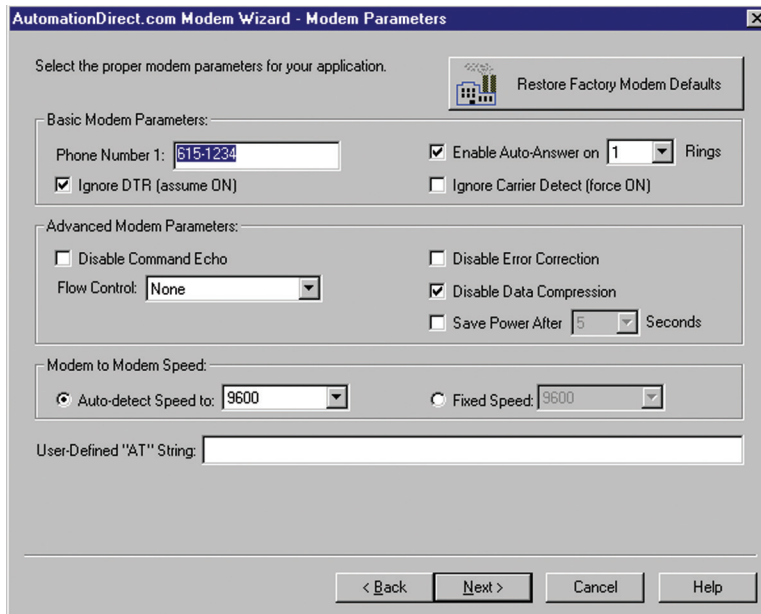 AutomationDirect.com Modem Wizard - Modem Parameters
Select the proper modem parameters for your application.
Restore Factory Modem Defaults
Basic Modem Parameters:
Phone Number 1: 615-1234
Enable Auto-Answer on 1 Rings
Ignore DTR (assume ON)
Ignore Carrier Detect (force ON)
Advanced Modem Parameters:
Disable Command Echo
Disable Error Correction
Flow Control: None
Disable Data Compression
Save Power After 5 Seconds
Modem to Modem Speed:
Auto-detect Speed to: 9600
Fixed Speed: 9600
User-Defined "AT" String:
< Back
Next >
Cancel
Help